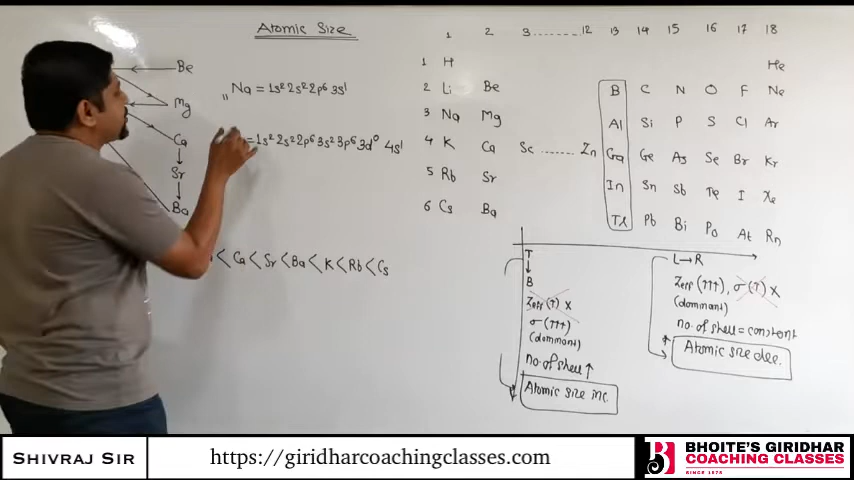 Atomic Size
Be
Mg
Ca
Sr
Ba
₁₁Na = 1s² 2s² 2p⁶ 3s¹
= 1s² 2s² 2p⁶ 3s² 3p⁶ 3d⁰ 4s¹
< Ca < Sr < Ba < K < Rb < Cs
1 2 3 ........ 12 13 14 15 16 17 18
1 H He
2 Li Be B C N O F Ne
3 Na Mg Al Si P S Cl Ar
4 K Ca Sc ...... Zn Ga Ge As Se Br Kr
5 Rb Sr In Sn Sb Te I Xe
6 Cs Ba Tl Pb Bi Po At Rn
T
↓
B
Zeff (↑) x
σ (↑↑↑)
(dominant)
no. of shell ↑
Atomic size inc.
L → R
Zeff (↑↑↑), σ (↑) x
(dominant)
no. of shell = constant
Atomic size dec.
SHIVRAJ SIR
https://giridharcoachingclasses.com
BHOITE'S GIRIDHAR
COACHING CLASSES